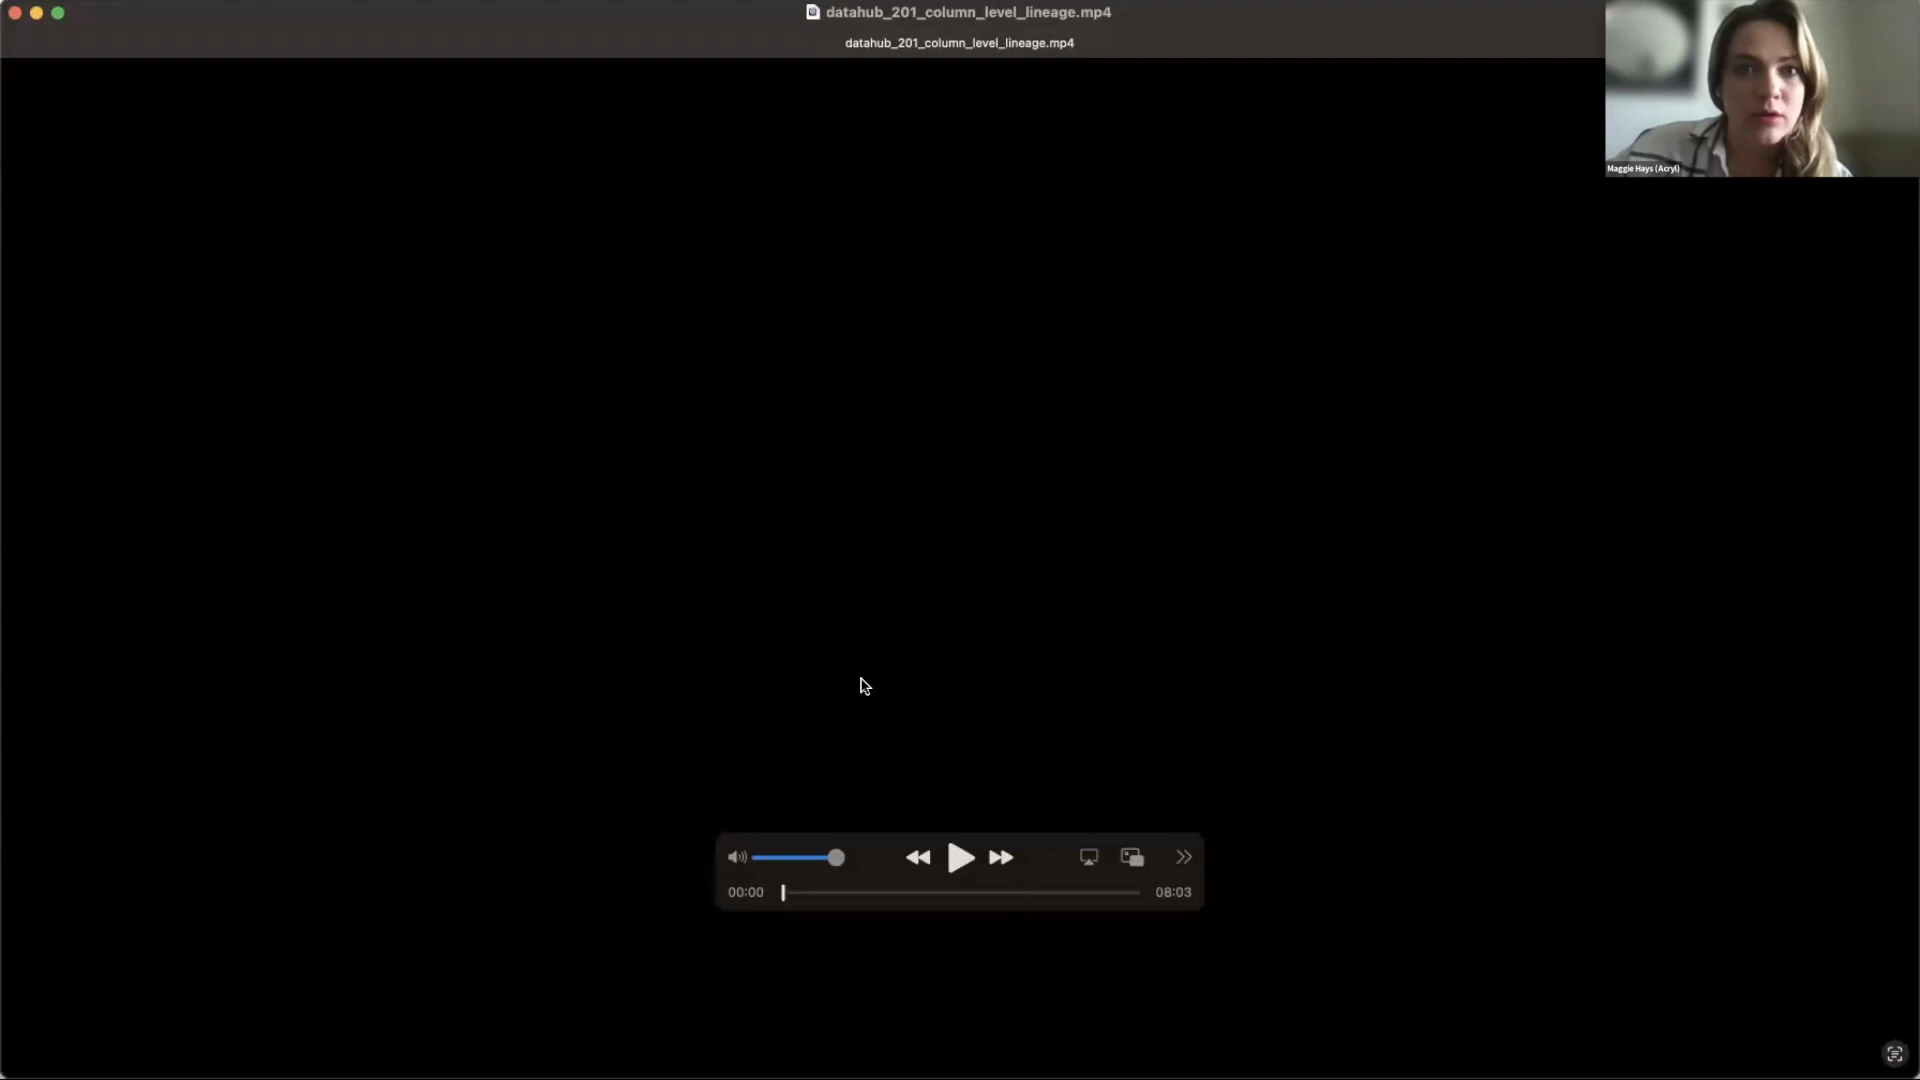 datahub_201_column_level_lineage.mp4
datahub_201_column_level_lineage.mp4
Maggie Hays (Acryl)
00:00
08:03